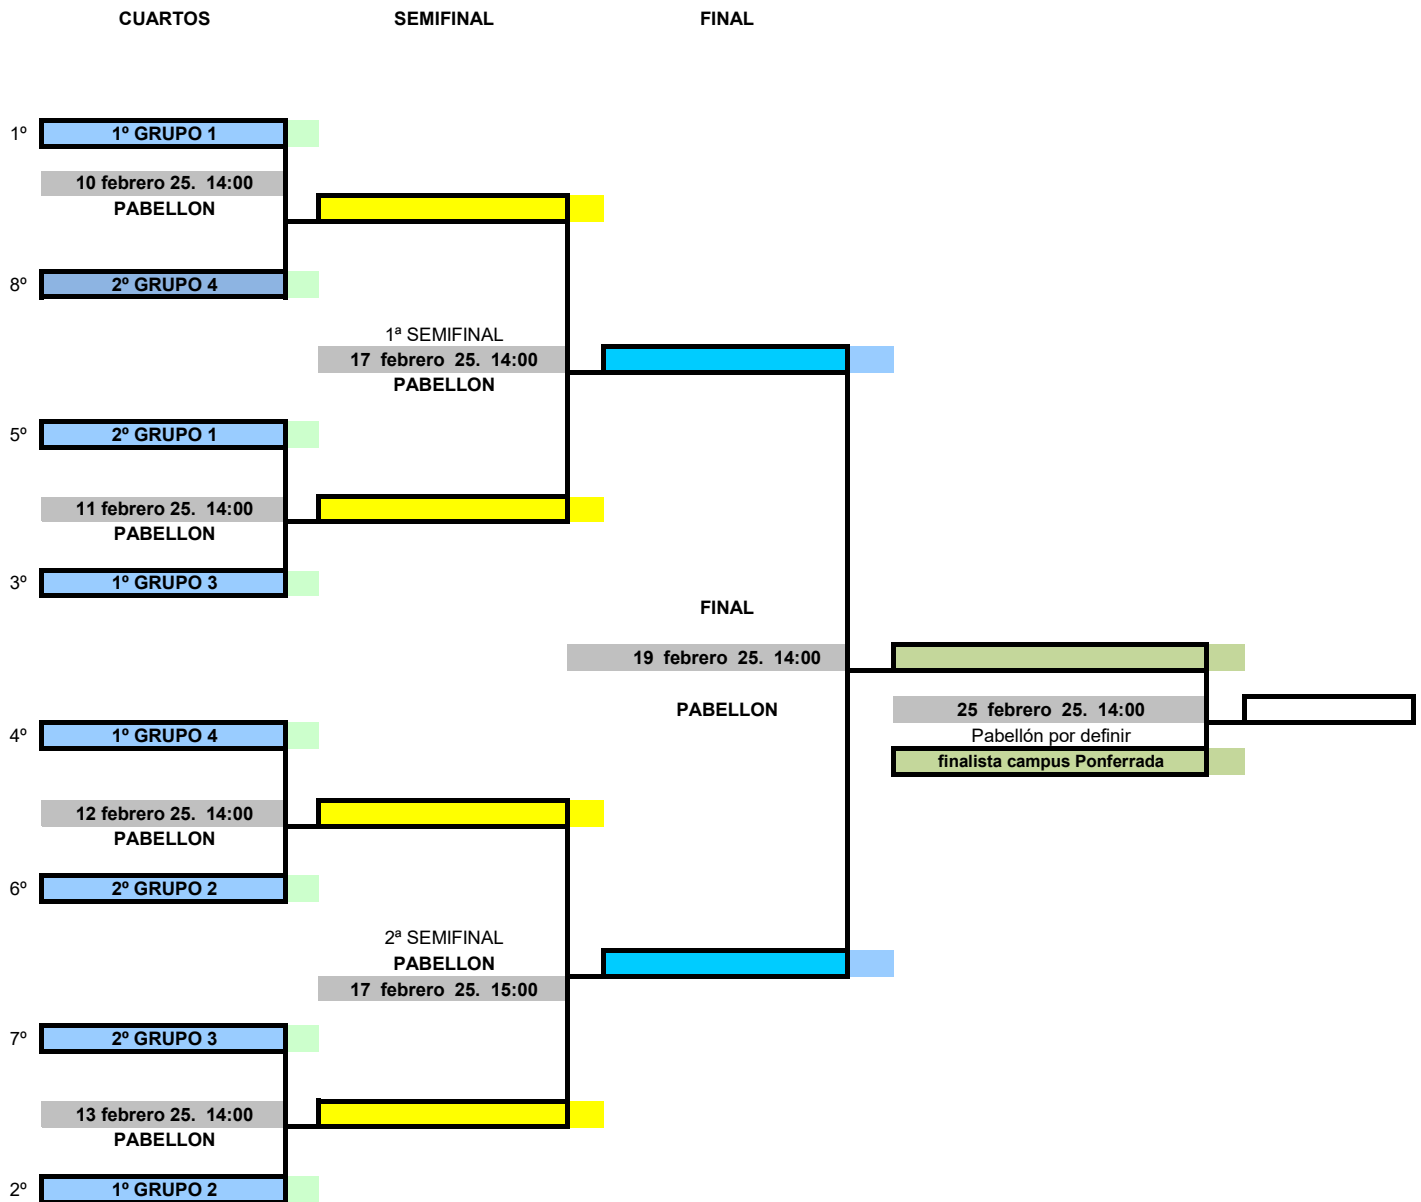 CUARTOS SEMIFINAL FINAL
1º 1º GRUPO 1
10 febrero 25. 14:00
PABELLON
8º 2º GRUPO 4
1ª SEMIFINAL
17 febrero 25. 14:00
PABELLON
5º 2º GRUPO 1
11 febrero 25. 14:00
PABELLON
3º 1º GRUPO 3
FINAL
19 febrero 25. 14:00
PABELLON
25 febrero 25. 14:00
Pabellón por definir
finalista campus Ponferrada
4º 1º GRUPO 4
12 febrero 25. 14:00
PABELLON
6º 2º GRUPO 2
2ª SEMIFINAL
PABELLON
17 febrero 25. 15:00
7º 2º GRUPO 3
13 febrero 25. 14:00
PABELLON
2º 1º GRUPO 2